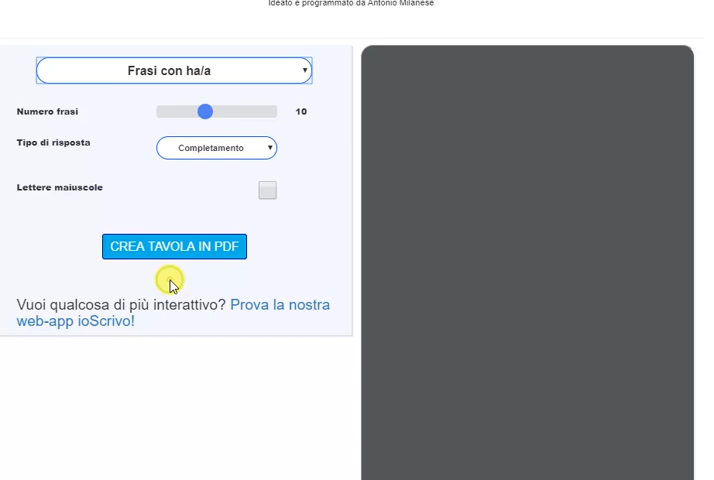 Ideato e programmato da Antonio Milanese
Frasi con ha/a
Numero frasi 10
Tipo di risposta Completamento
Lettere maiuscole
CREA TAVOLA IN PDF
Vuoi qualcosa di più interattivo? Prova la nostra
web-app ioScrivo!